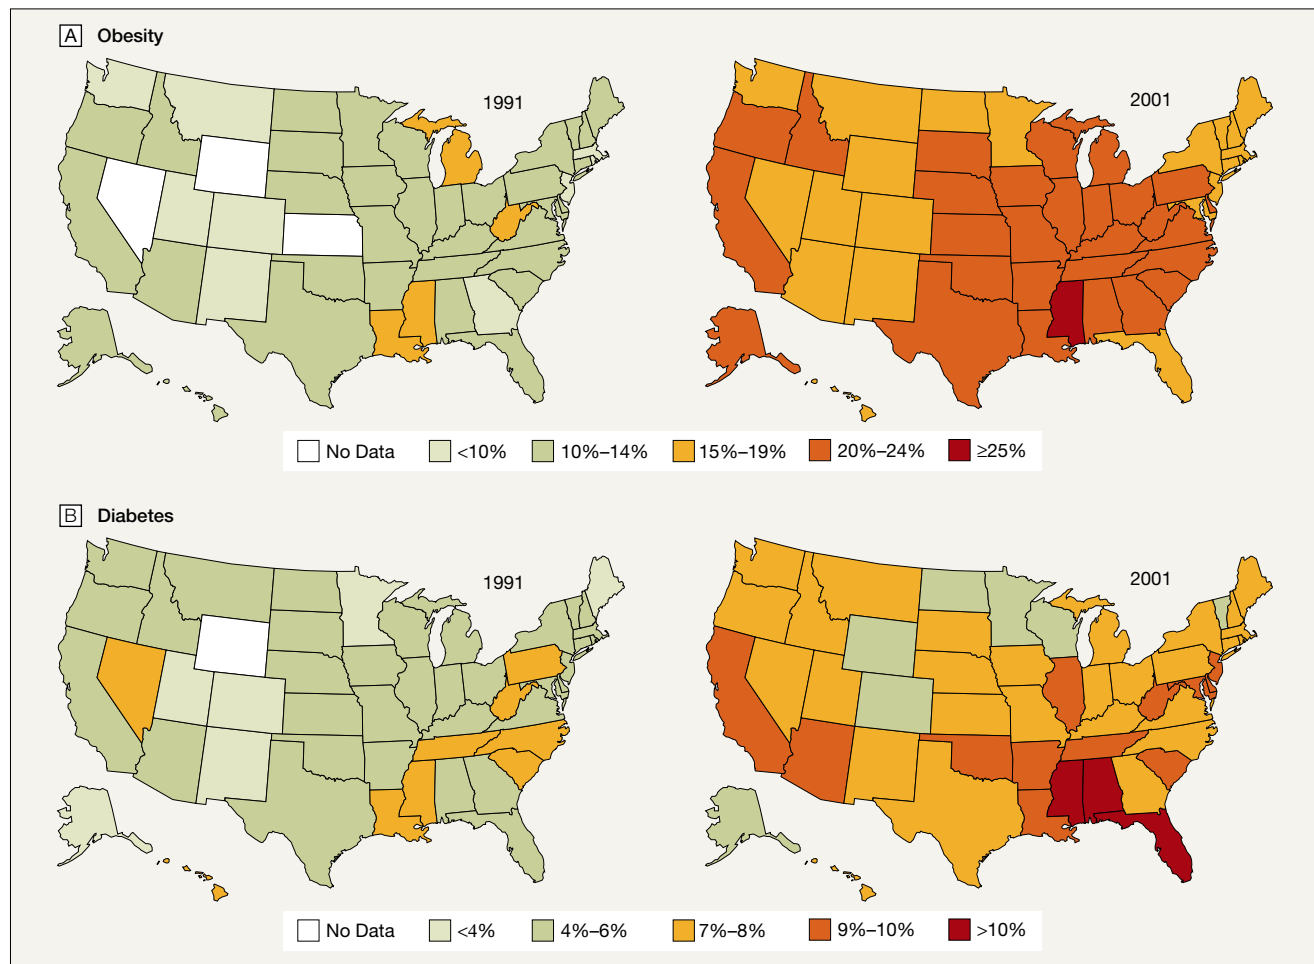 A Obesity
1991
2001
No Data <10% 10%–14% 15%–19% 20%–24% ≥25%
B Diabetes
1991
2001
No Data <4% 4%–6% 7%–8% 9%–10% >10%